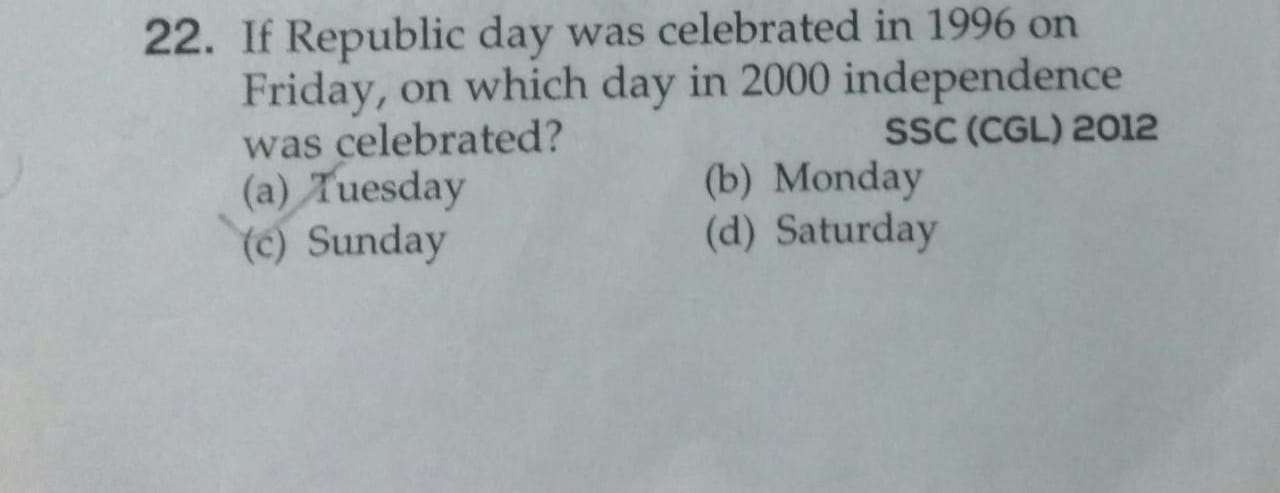 22. If Republic day was celebrated in 1996 on
Friday, on which day in 2000 independence
was celebrated? SSC (CGL) 2012
(a) Tuesday (b) Monday
(c) Sunday (d) Saturday